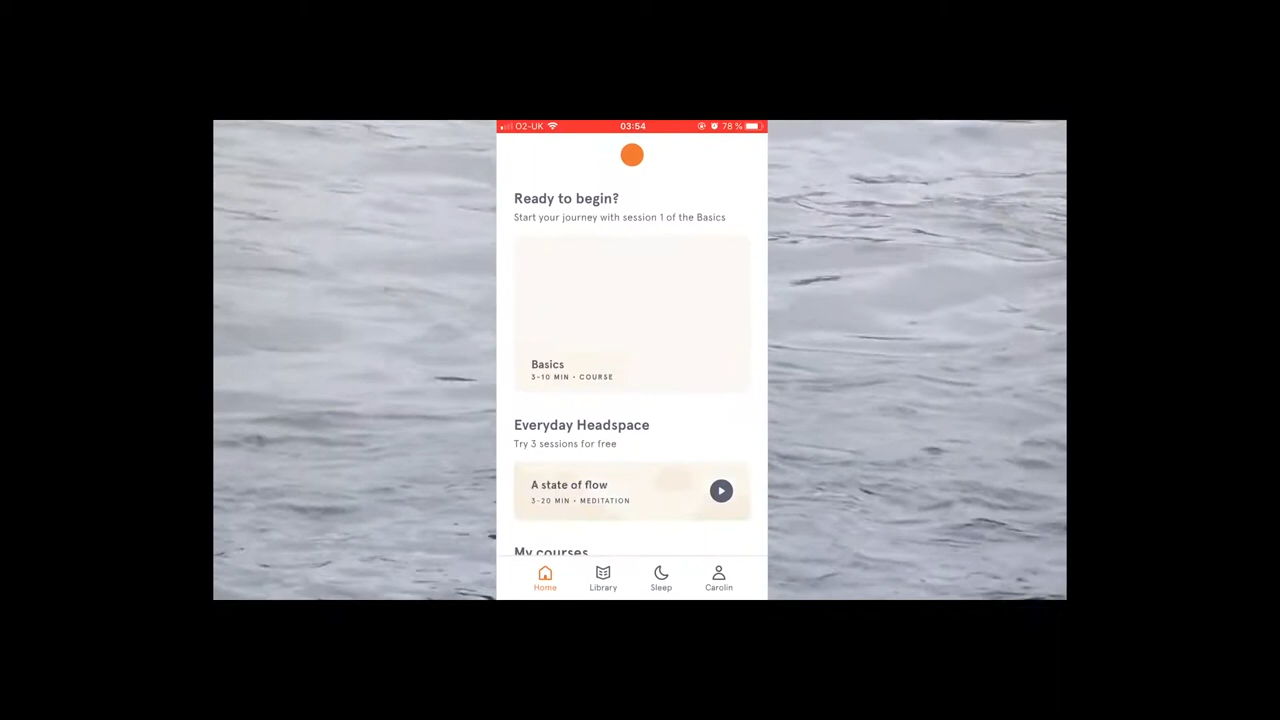 O2-UK 03:54 78 %
Ready to begin?
Start your journey with session 1 of the Basics
Basics
3-10 MIN • COURSE
Everyday Headspace
Try 3 sessions for free
A state of flow
3-20 MIN • MEDITATION
My courses
Home Library Sleep Carolin